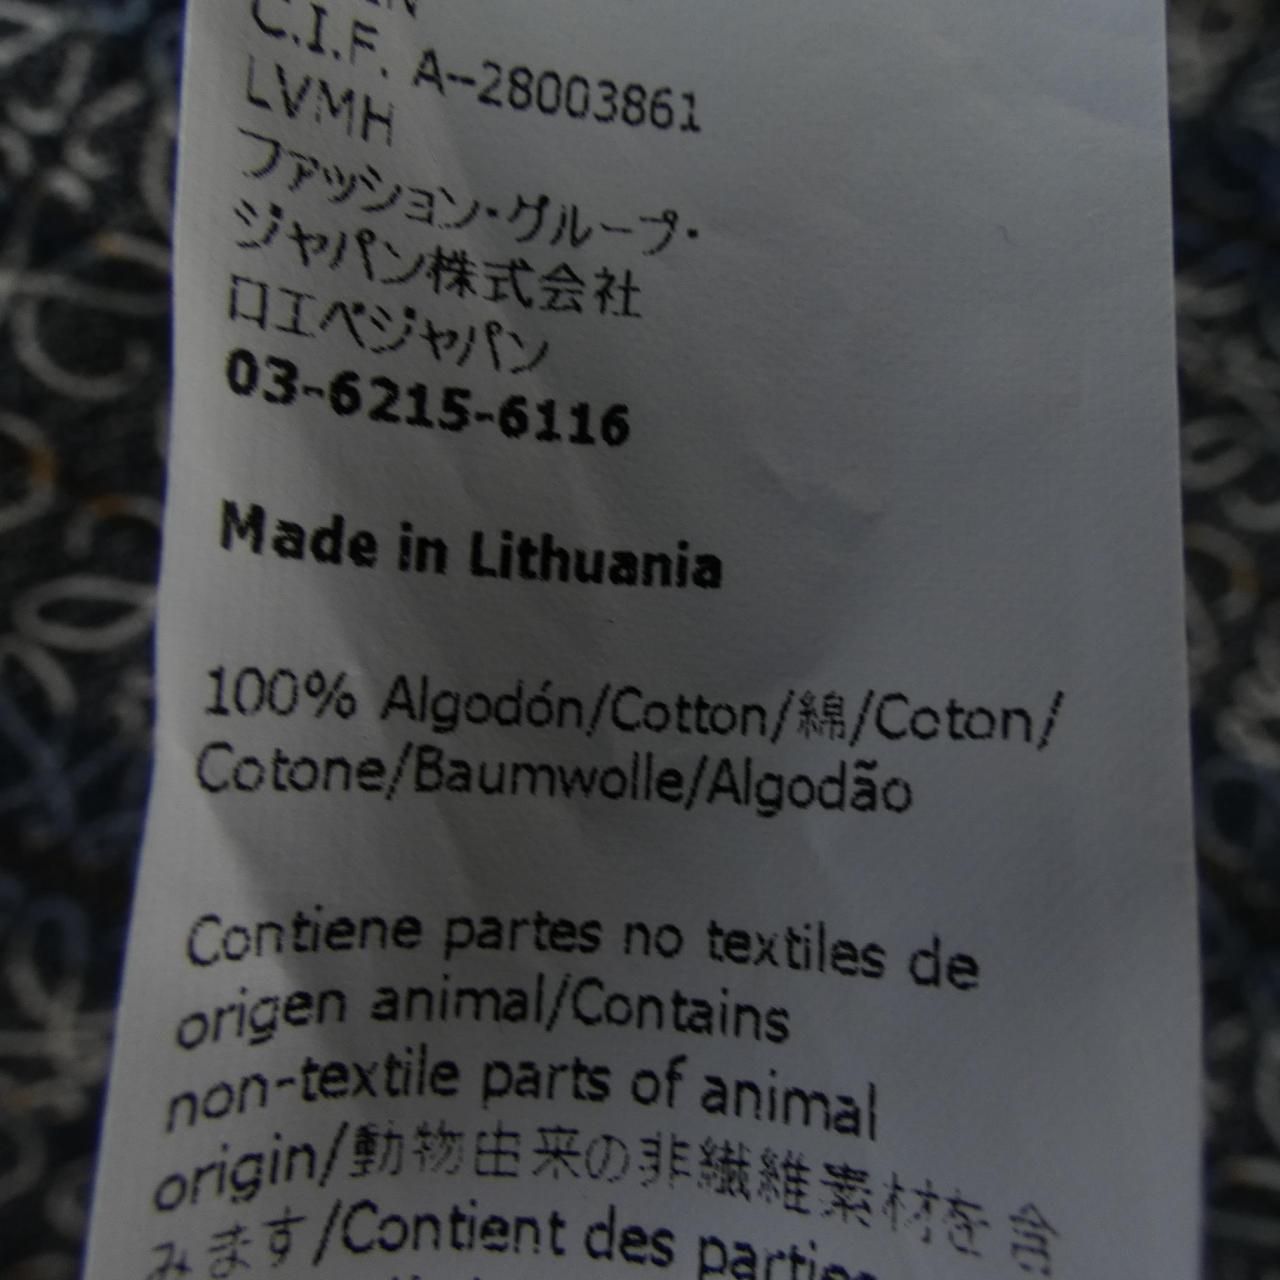 C.I.F. A-28003861
LVMH
ファッション・グループ・
ジャパン株式会社
ロエベジャパン
03-6215-6116
Made in Lithuania
100% Algodón/Cotton/綿/Coton/
Cotone/Baumwolle/Algodão
Contiene partes no textiles de
origen animal/Contains
non-textile parts of animal
origin/動物由来の非繊維素材を含
みます/Contient des parties